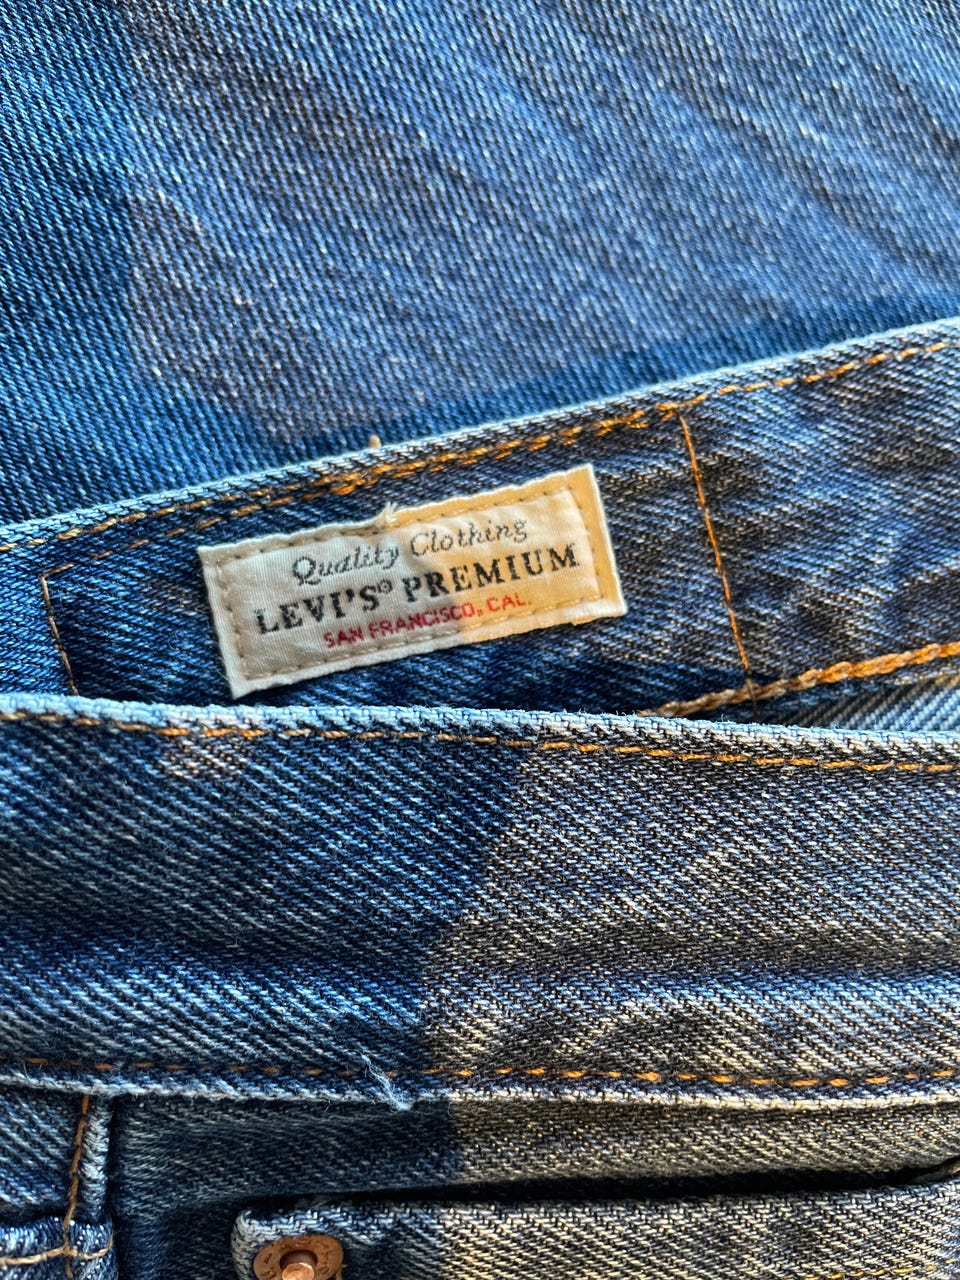 Quality Clothing
LEVI'S® PREMIUM
SAN FRANCISCO, CAL.